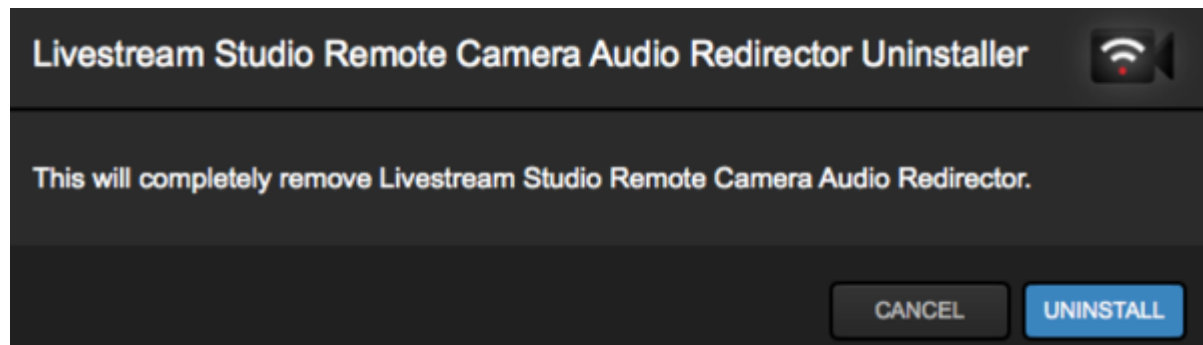 Livestream Studio Remote Camera Audio Redirector Uninstaller
This will completely remove Livestream Studio Remote Camera Audio Redirector.
CANCEL UNINSTALL